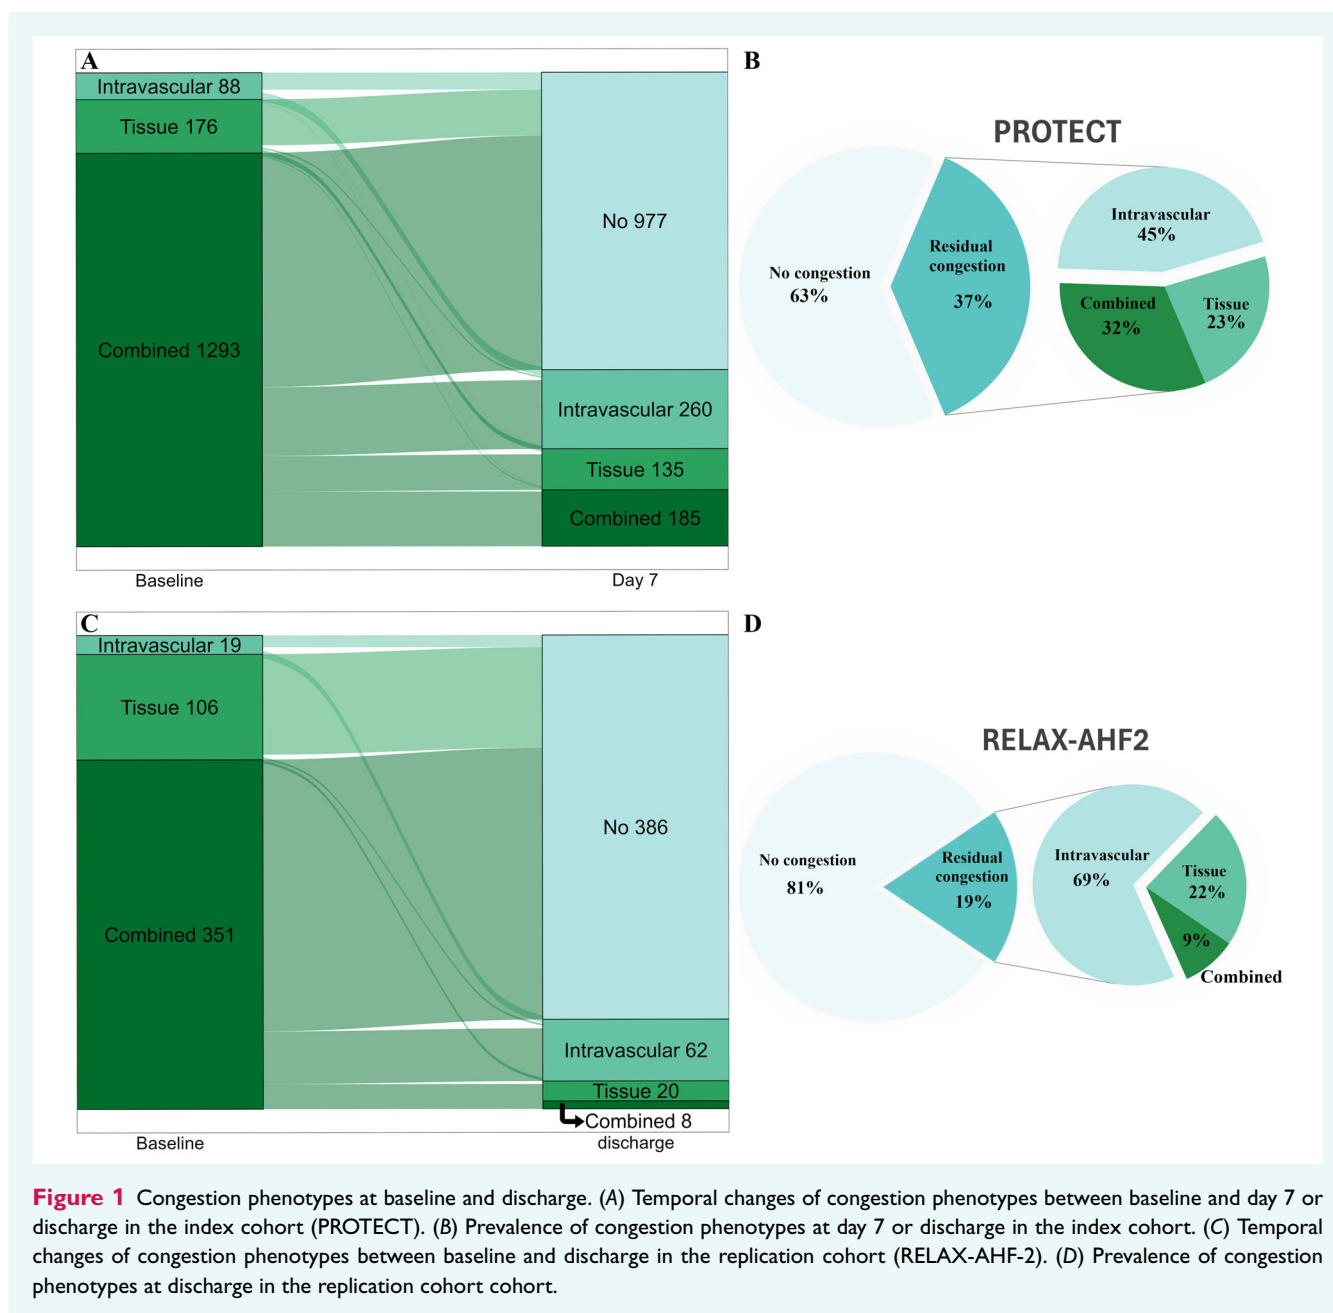 A
Intravascular 88
Tissue 176
Combined 1293
No 977
Intravascular 260
Tissue 135
Combined 185
Baseline
Day 7
B
PROTECT
No congestion
63%
Residual
congestion
37%
Intravascular
45%
Combined
32%
Tissue
23%
C
Intravascular 19
Tissue 106
Combined 351
No 386
Intravascular 62
Tissue 20
Combined 8
Baseline
discharge
D
RELAX-AHF2
No congestion
81%
Residual
congestion
19%
Intravascular
69%
Tissue
22%
9%
Combined
Figure 1 Congestion phenotypes at baseline and discharge. (A) Temporal changes of congestion phenotypes between baseline and day 7 or
discharge in the index cohort (PROTECT). (B) Prevalence of congestion phenotypes at day 7 or discharge in the index cohort. (C) Temporal
changes of congestion phenotypes between baseline and discharge in the replication cohort (RELAX-AHF-2). (D) Prevalence of congestion
phenotypes at discharge in the replication cohort cohort.